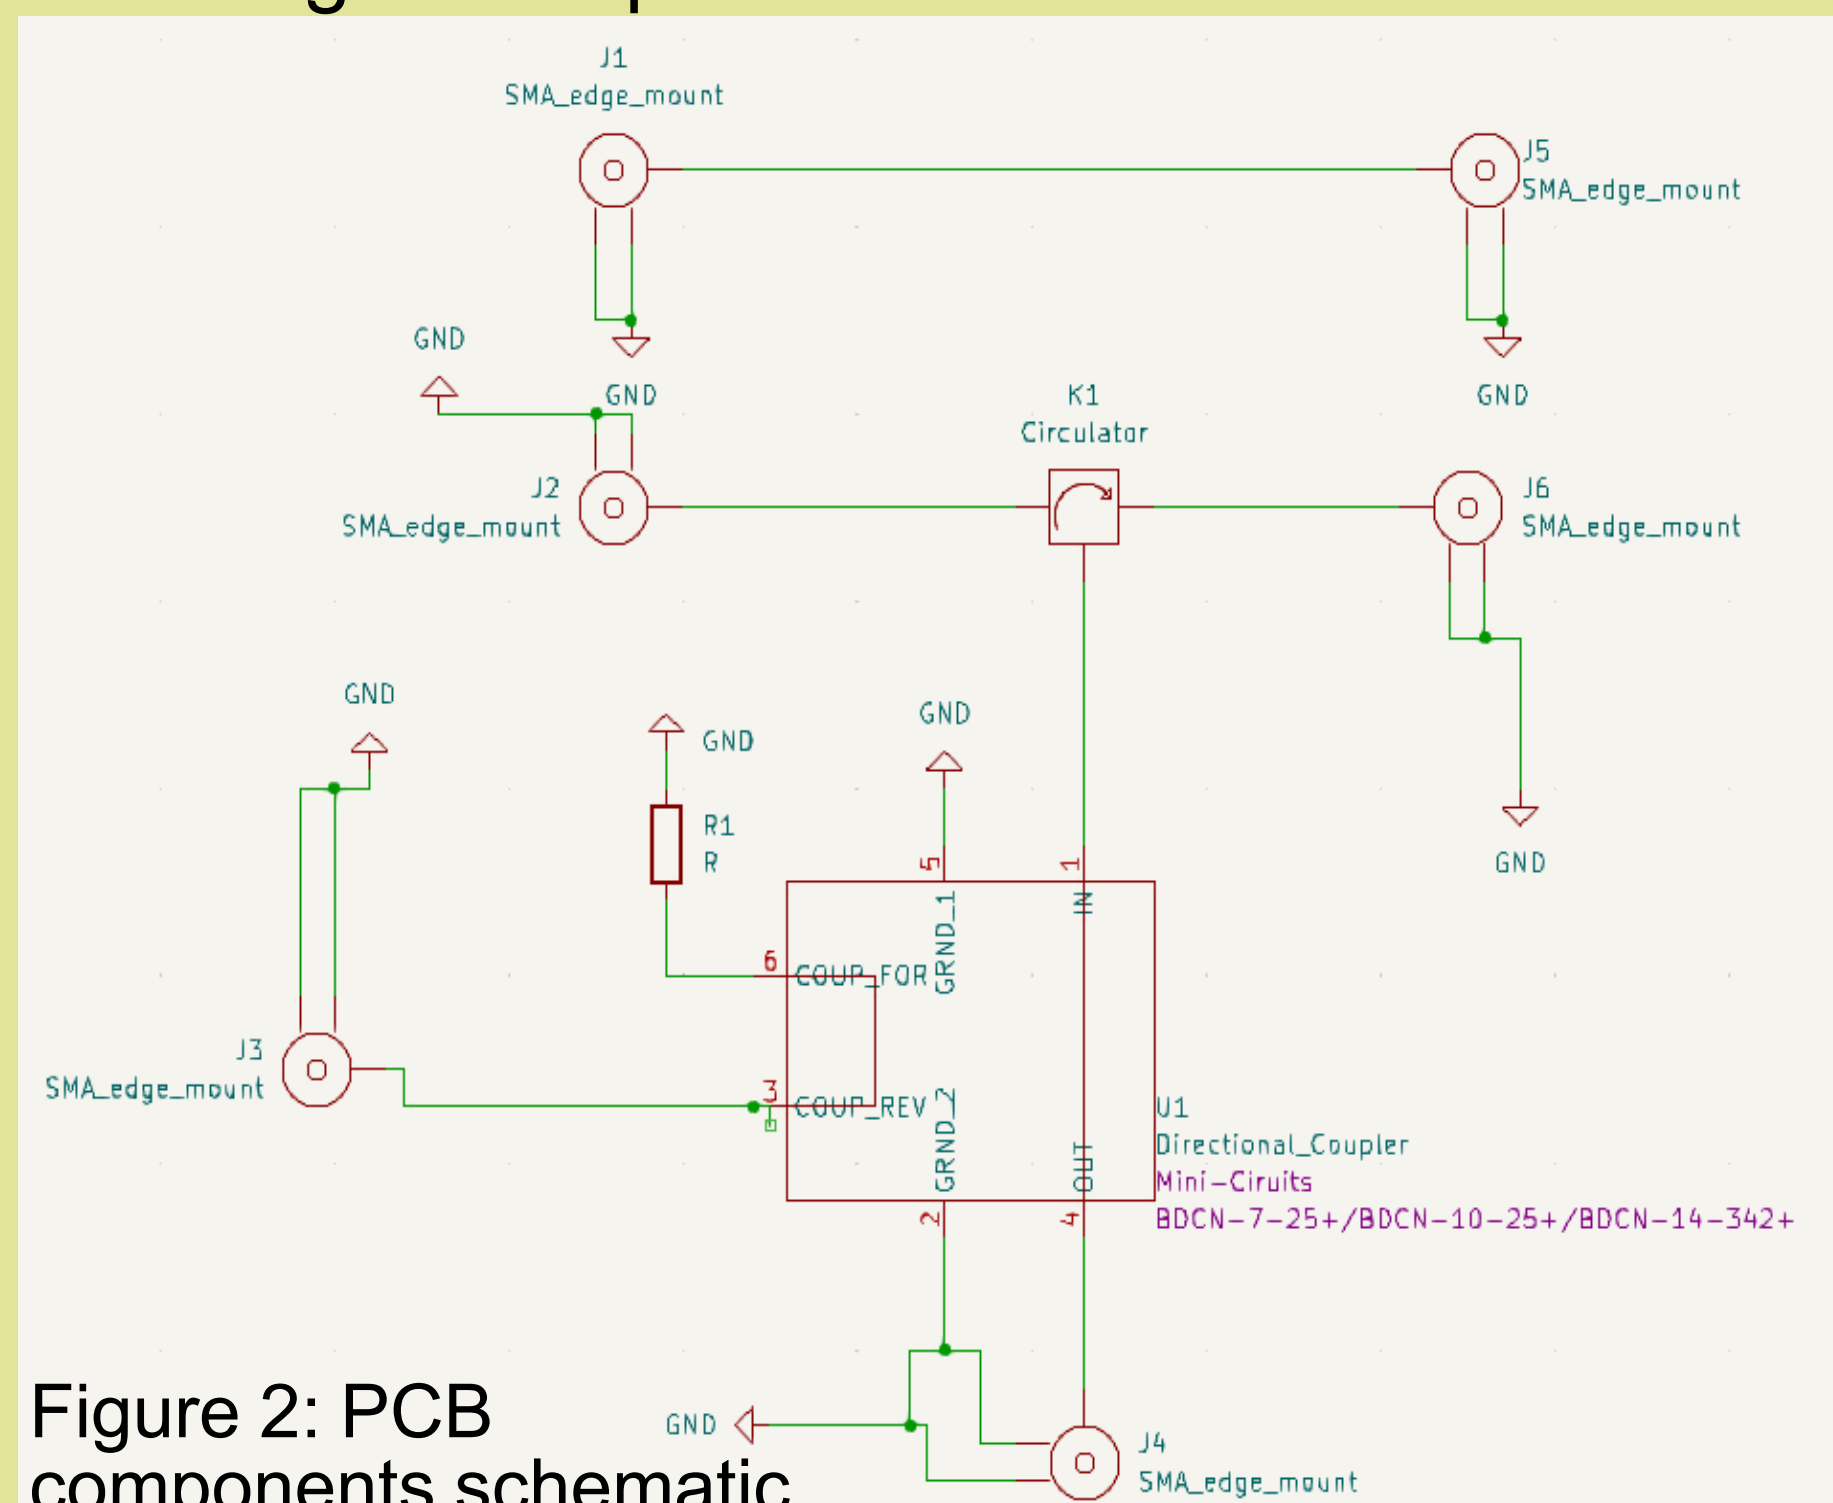 J1
SMA_edge_mount
J5
SMA_edge_mount
GND
GND
GND
K1
Circulator
J2
SMA_edge_mount
J6
SMA_edge_mount
GND
GND
GND
R1
R
GND
5
1
GRND_1
IN
6
COUP_FOR
J3
SMA_edge_mount
3
COUP_REV
GRND_2
OUT
U1
Directional_Coupler
Mini-Ciruits
BDCN-7-25+/BDCN-10-25+/BDCN-14-342+
2
4
GND
J4
SMA_edge_mount
Figure 2: PCB
components schematic